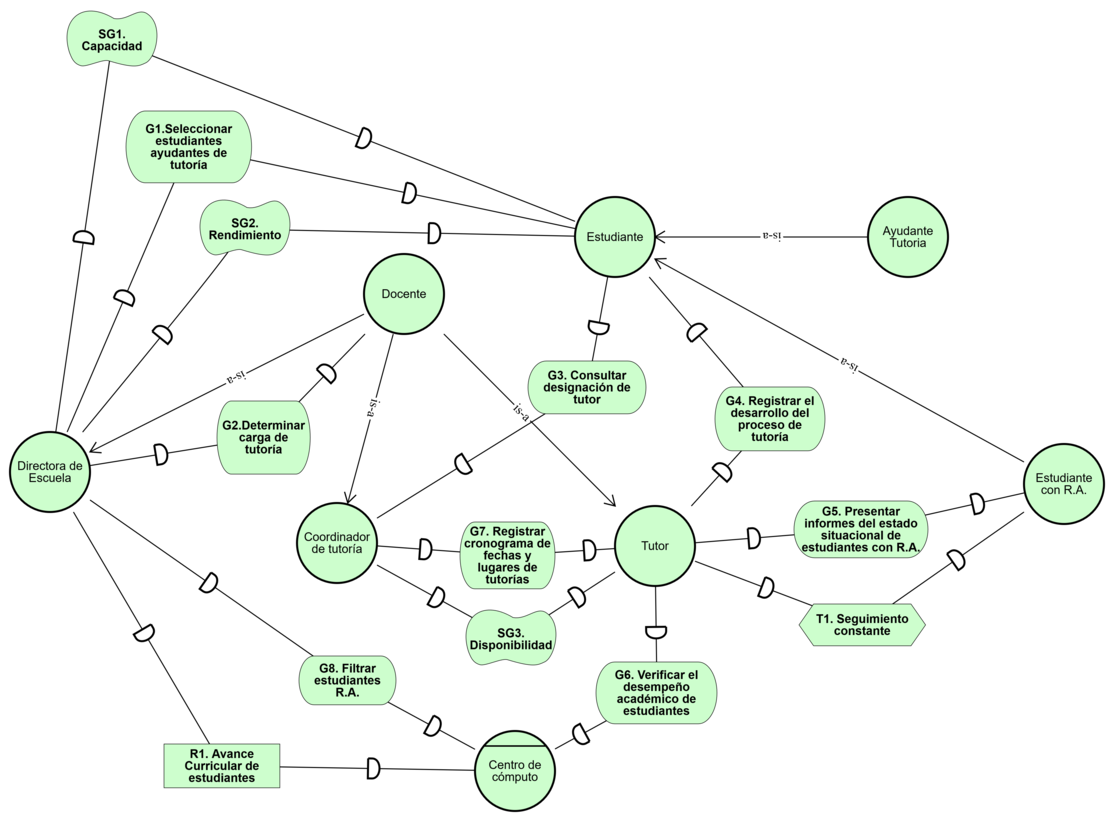 SG1.
Capacidad
G1.Seleccionar
estudiantes
ayudantes de
tutoría
SG2.
Rendimiento
Estudiante
is-a
Ayudante
Tutoria
Docente
is-a
is-a
is-a
is-a
G3. Consultar
designación de
tutor
G4. Registrar el
desarrollo del
proceso de
tutoría
G2.Determinar
carga de
tutoría
Directora de
Escuela
Estudiante
con R.A.
Coordinador
de tutoría
G7. Registrar
cronograma de
fechas y
lugares de
tutorías
Tutor
G5. Presentar
informes del estado
situacional de
estudiantes con R.A.
T1. Seguimiento
constante
SG3.
Disponibilidad
G8. Filtrar
estudiantes
R.A.
G6. Verificar el
desempeño
académico de
estudiantes
R1. Avance
Curricular de
estudiantes
Centro de
cómputo